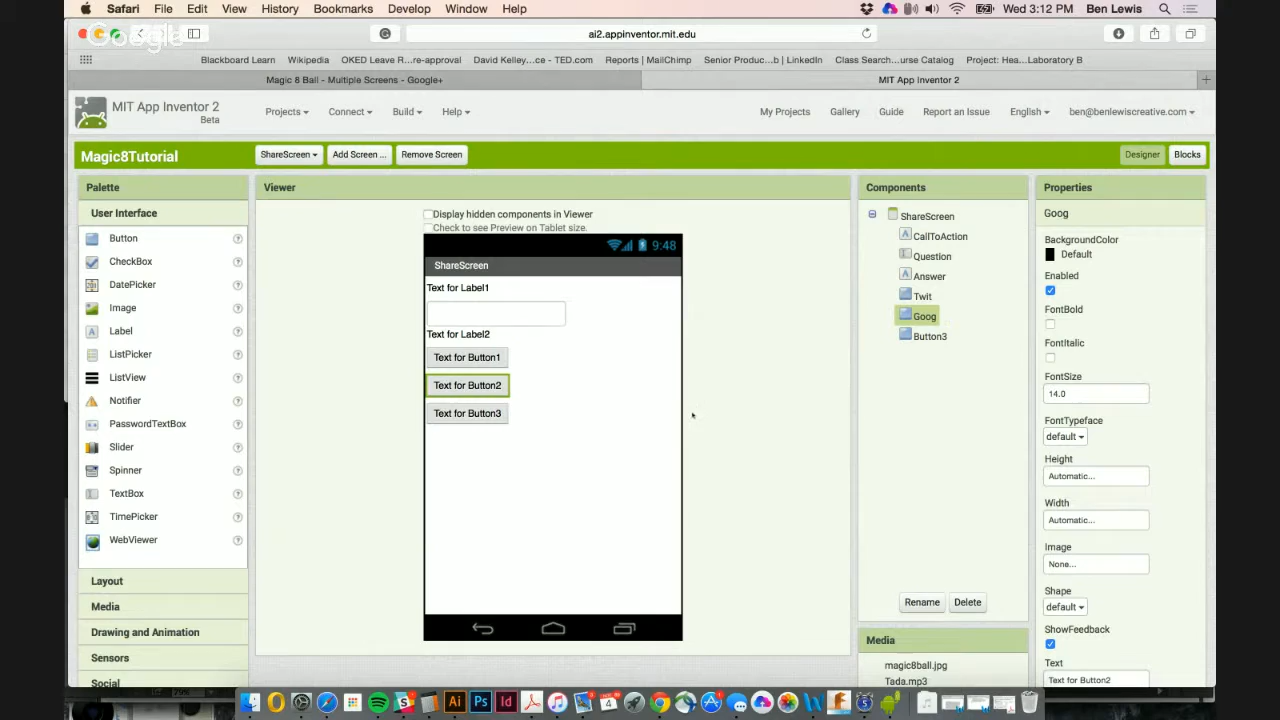 Safari File Edit View History Bookmarks Develop Window Help Wed 3:12 PM Ben Lewis
Google
ai2.appinventor.mit.edu
Blackboard Learn Wikipedia OKED Leave R...re-approval David Kelley...ce - TED.com Reports | MailChimp Senior Produc...b | LinkedIn Class Search...urse Catalog Project: Hea...Laboratory B
Magic 8 Ball - Multiple Screens - Google+ MIT App Inventor 2
MIT App Inventor 2
Beta
Projects Connect Build Help My Projects Gallery Guide Report an Issue English ben@benlewiscreative.com
Magic8Tutorial ShareScreen Add Screen ... Remove Screen Designer Blocks
Palette Viewer Components Properties
User Interface
Button
CheckBox
DatePicker
Image
Label
ListPicker
ListView
Notifier
PasswordTextBox
Slider
Spinner
TextBox
TimePicker
WebViewer
Layout
Media
Drawing and Animation
Sensors
Social
Display hidden components in Viewer
Check to see Preview on Tablet size.
9:48
ShareScreen
Text for Label1
Text for Label2
Text for Button1
Text for Button2
Text for Button3
ShareScreen
CallToAction
Question
Answer
Twit
Goog
Button3
Rename Delete
Media
magic8ball.jpg
Tada.mp3
Goog
BackgroundColor
Default
Enabled
FontBold
FontItalic
FontSize
14.0
FontTypeface
default
Height
Automatic...
Width
Automatic...
Image
None...
Shape
default
ShowFeedback
Text
Text for Button2